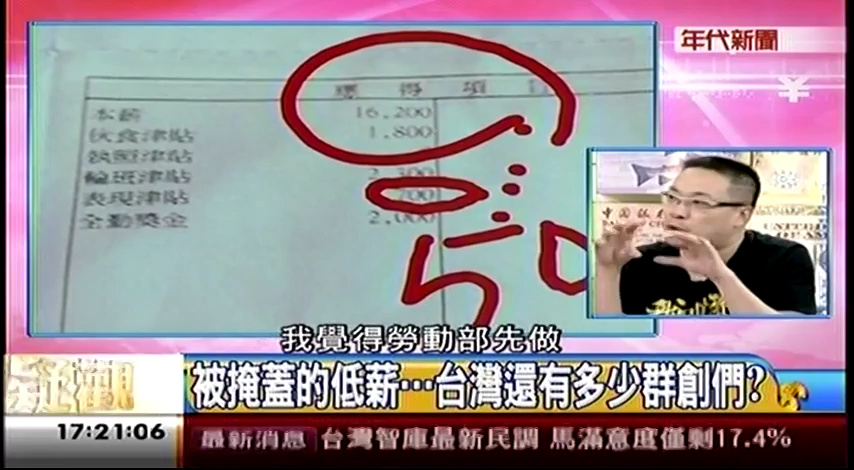 年代新聞
¥
應 得 項
本薪 16,200
伙食津貼 1,800
執照津貼
輪班津貼 2,300
表現津貼 700
全勤獎金 2,000
50
我覺得勞動部先做
被掩蓋的低薪…台灣還有多少群創們?
17:21:06
最新消息 台灣智庫最新民調 馬滿意度僅剩17.4%